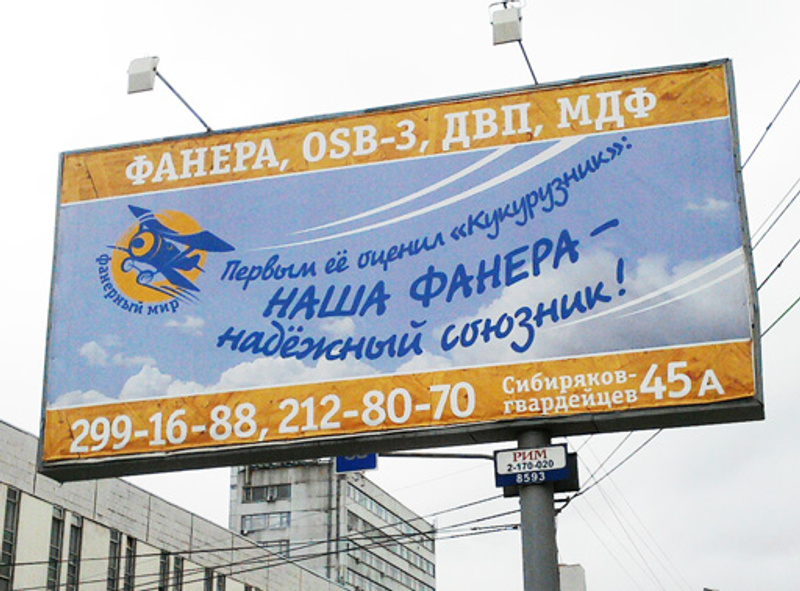 ФАНЕРА, OSB-3, ДВП, МДФ
фанерный мир
Первым её оценил «Кукурузник»:
НАША ФАНЕРА –
надёжный союзник!
299-16-88, 212-80-70
Сибиряков-
гвардейцев 45А
РИМ
2-170-020
8593